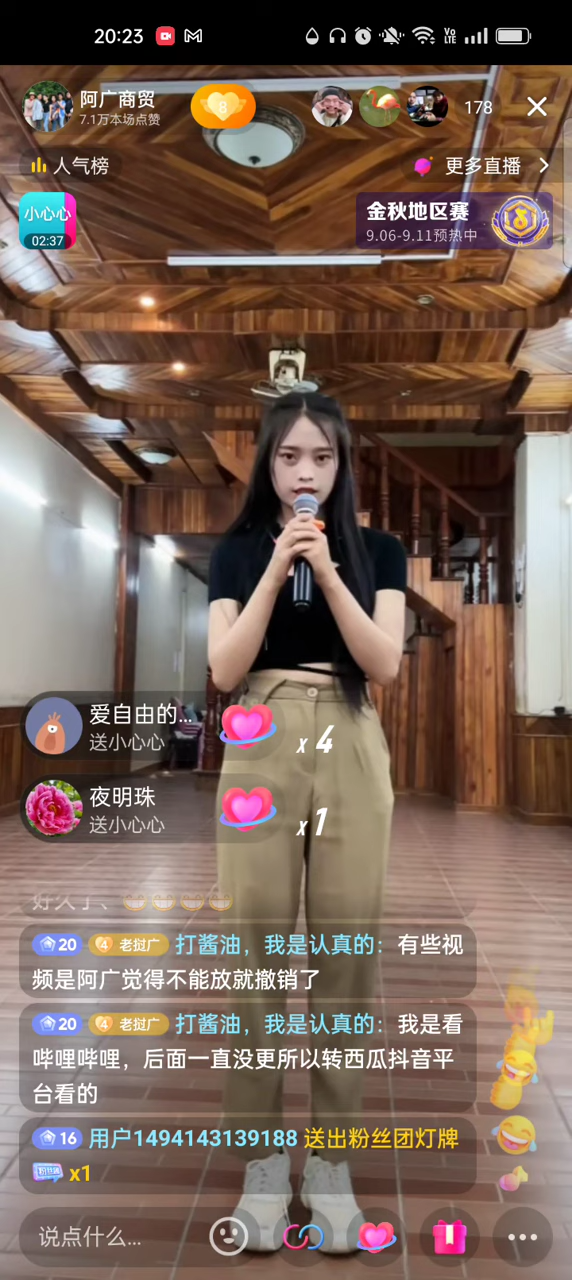 20:23
Vo
LTE
阿广商贸
7.1万本场点赞
8
178
人气榜
更多直播
小心心
02:37
金秋地区赛
9.06-9.11预热中
爱自由的...
送小心心
x 4
夜明珠
送小心心
x 1
好久了、
20 4 老挝广 打酱油，我是认真的：有些视
频是阿广觉得不能放就撤销了
20 4 老挝广 打酱油，我是认真的：我是看
哔哩哔哩，后面一直没更所以转西瓜抖音平
台看的
16 用户1494143139188 送出粉丝团灯牌
x1
说点什么...